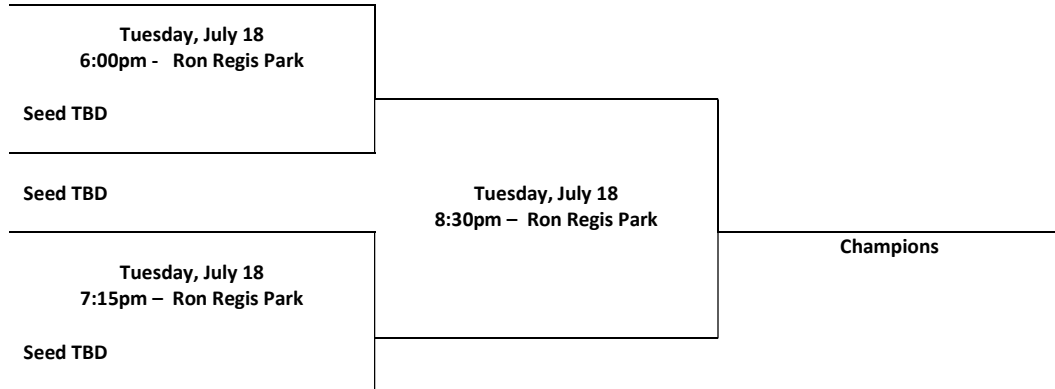 Tuesday, July 18
6:00pm - Ron Regis Park
Seed TBD
Seed TBD
Tuesday, July 18
8:30pm – Ron Regis Park
Champions
Tuesday, July 18
7:15pm – Ron Regis Park
Seed TBD